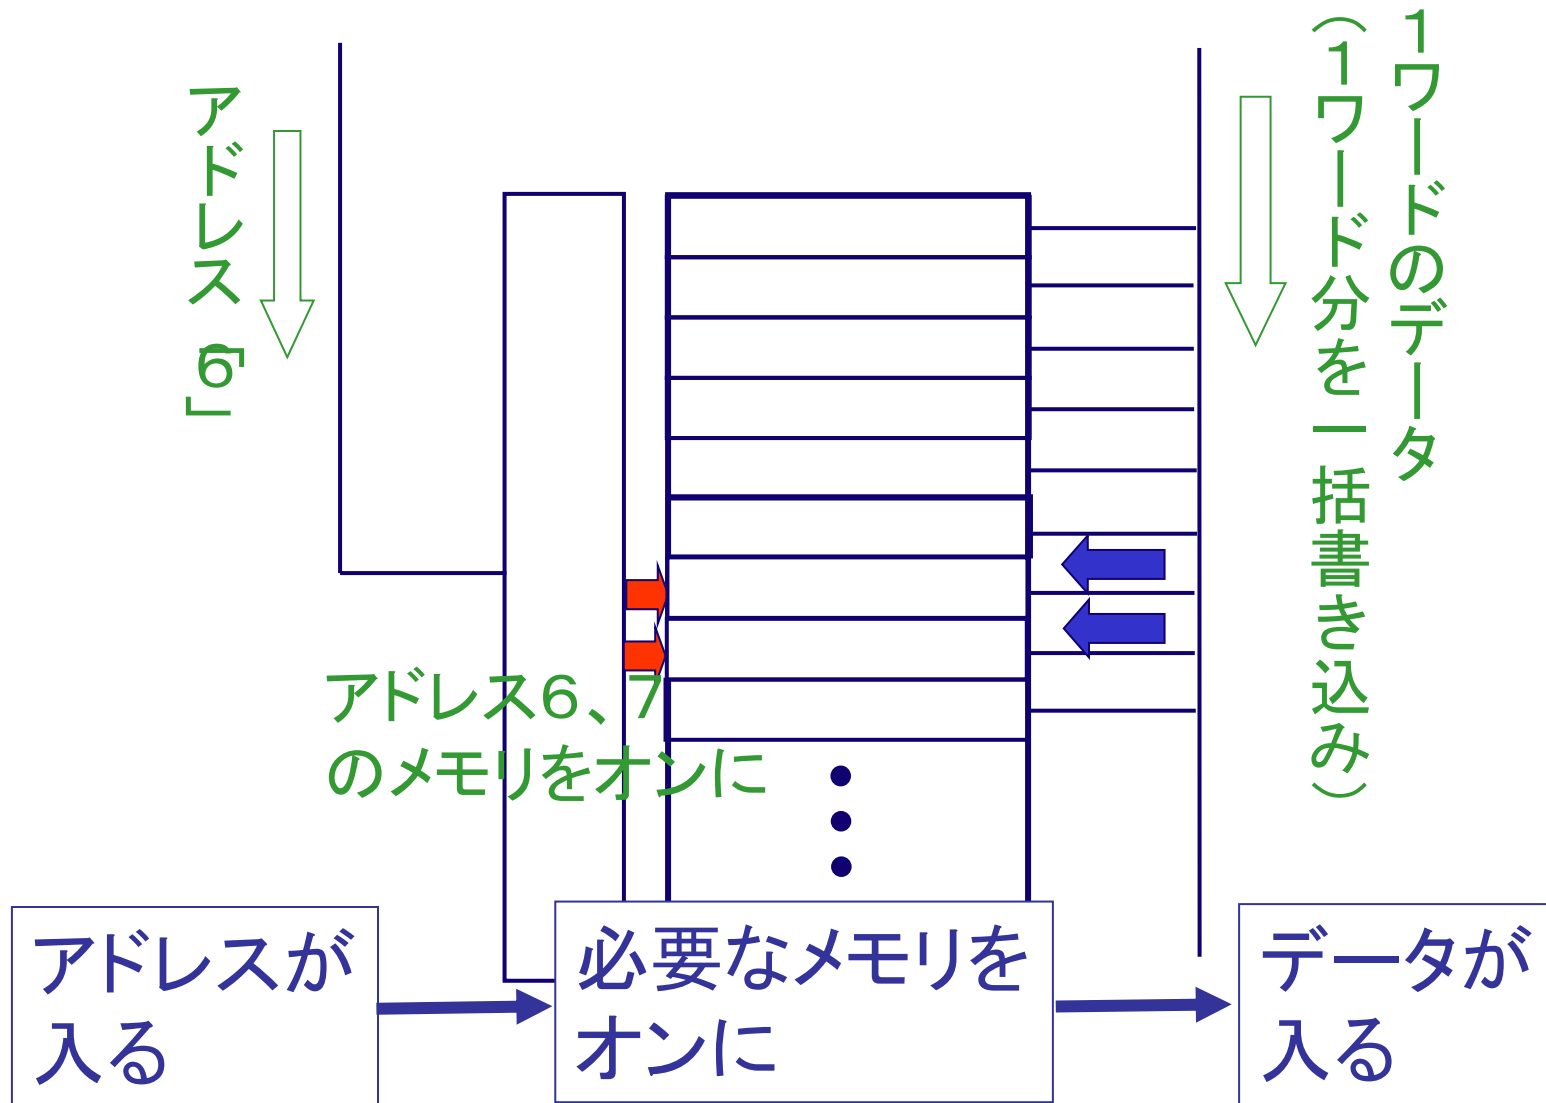 アドレス「６」
１ワードのデータ
（１ワード分を一括書き込み）
アドレス６、７
のメモリをオンに
アドレスが
入る
必要なメモリを
オンに
データが
入る